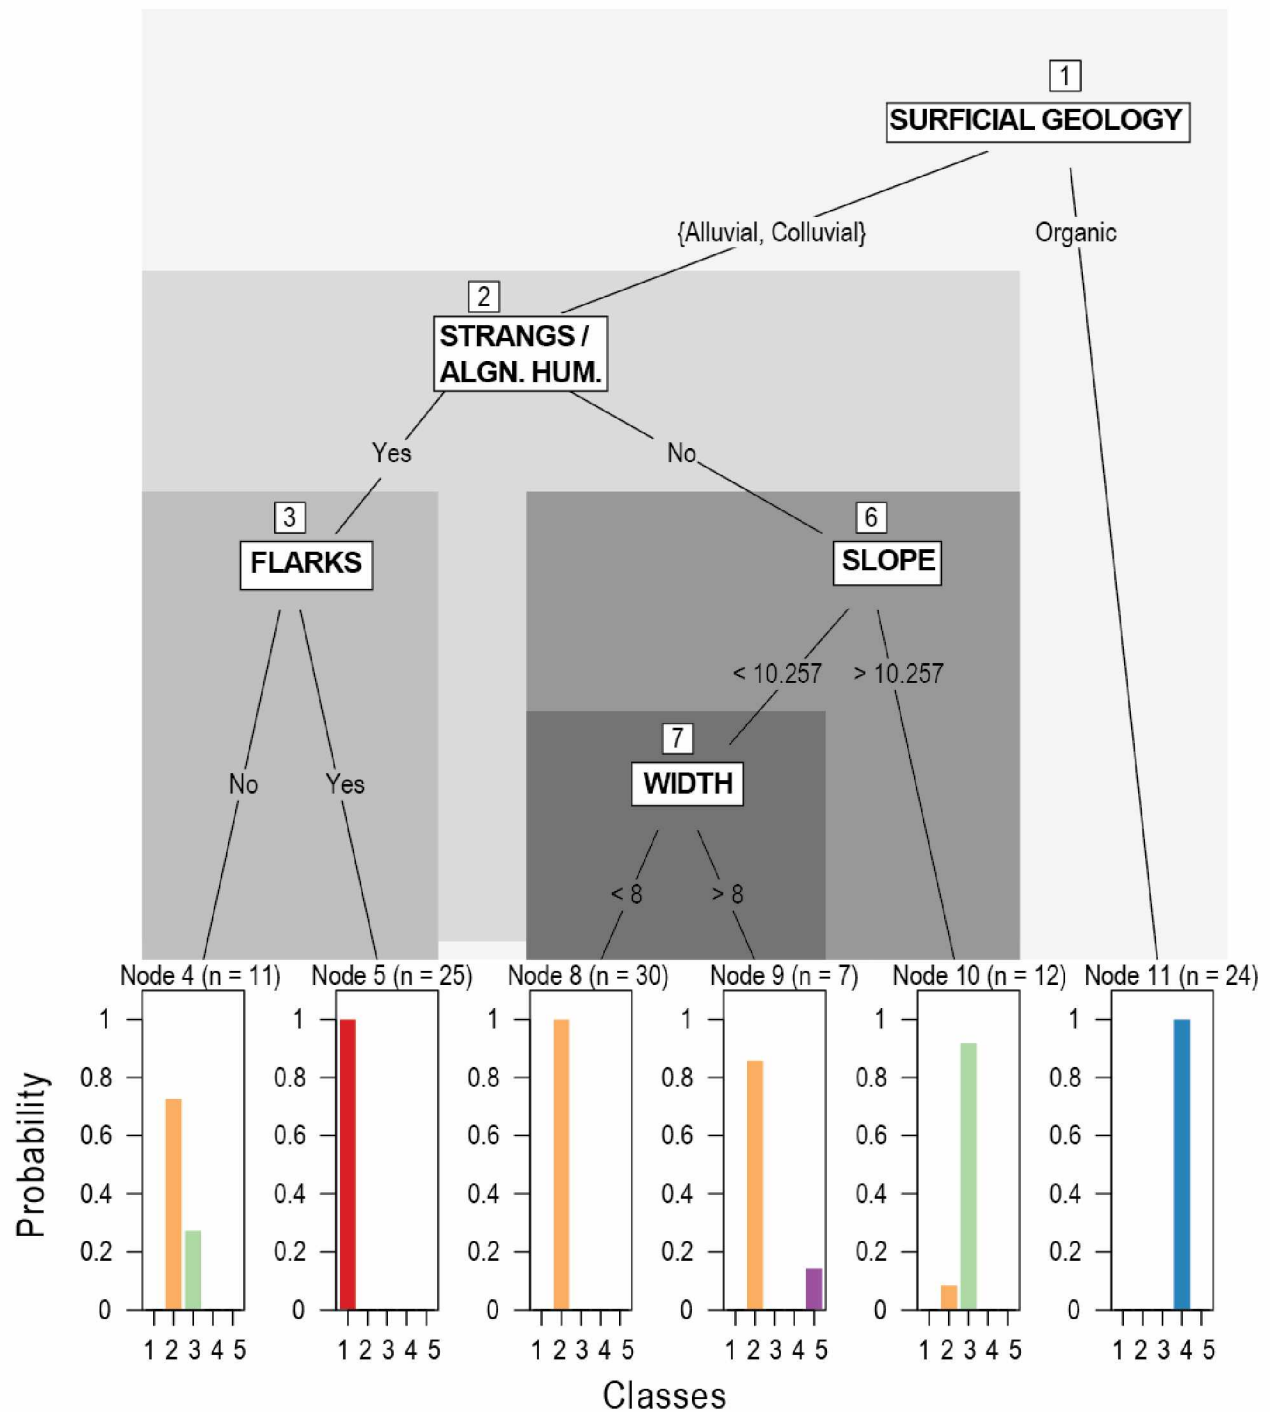 1
SURFICIAL GEOLOGY
{Alluvial, Colluvial}
Organic
2
STRANGS /
ALGN. HUM.
Yes
No
3
FLARKS
6
SLOPE
< 10.257
> 10.257
7
WIDTH
No
Yes
< 8
> 8
Node 4 (n = 11)
Node 5 (n = 25)
Node 8 (n = 30)
Node 9 (n = 7)
Node 10 (n = 12)
Node 11 (n = 24)
Probability
1 1 1 1 1 1
0.8 0.8 0.8 0.8 0.8 0.8
0.6 0.6 0.6 0.6 0.6 0.6
0.4 0.4 0.4 0.4 0.4 0.4
0.2 0.2 0.2 0.2 0.2 0.2
0 0 0 0 0 0
1 2 3 4 5 1 2 3 4 5 1 2 3 4 5 1 2 3 4 5 1 2 3 4 5 1 2 3 4 5
Classes